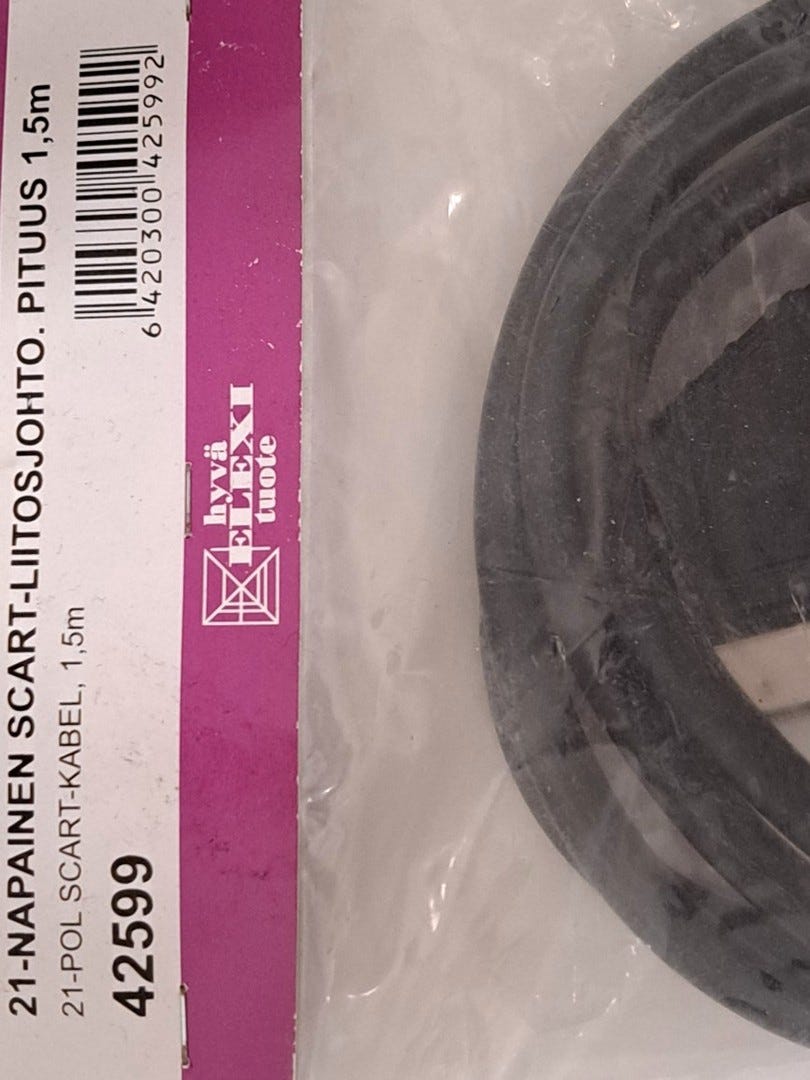 21-NAPAINEN SCART-LIITOSJOHTO. PITUUS 1,5m
21-POL SCART-KABEL, 1,5m
42599
6 420300 425992
hyvä
ELEXI
tuote